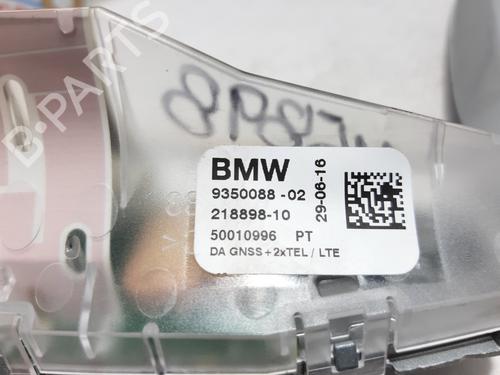 BMW
9350088 -02
218898-10
29-06-16
50010996 PT
DA GNSS+2xTEL / LTE
B-PARTS